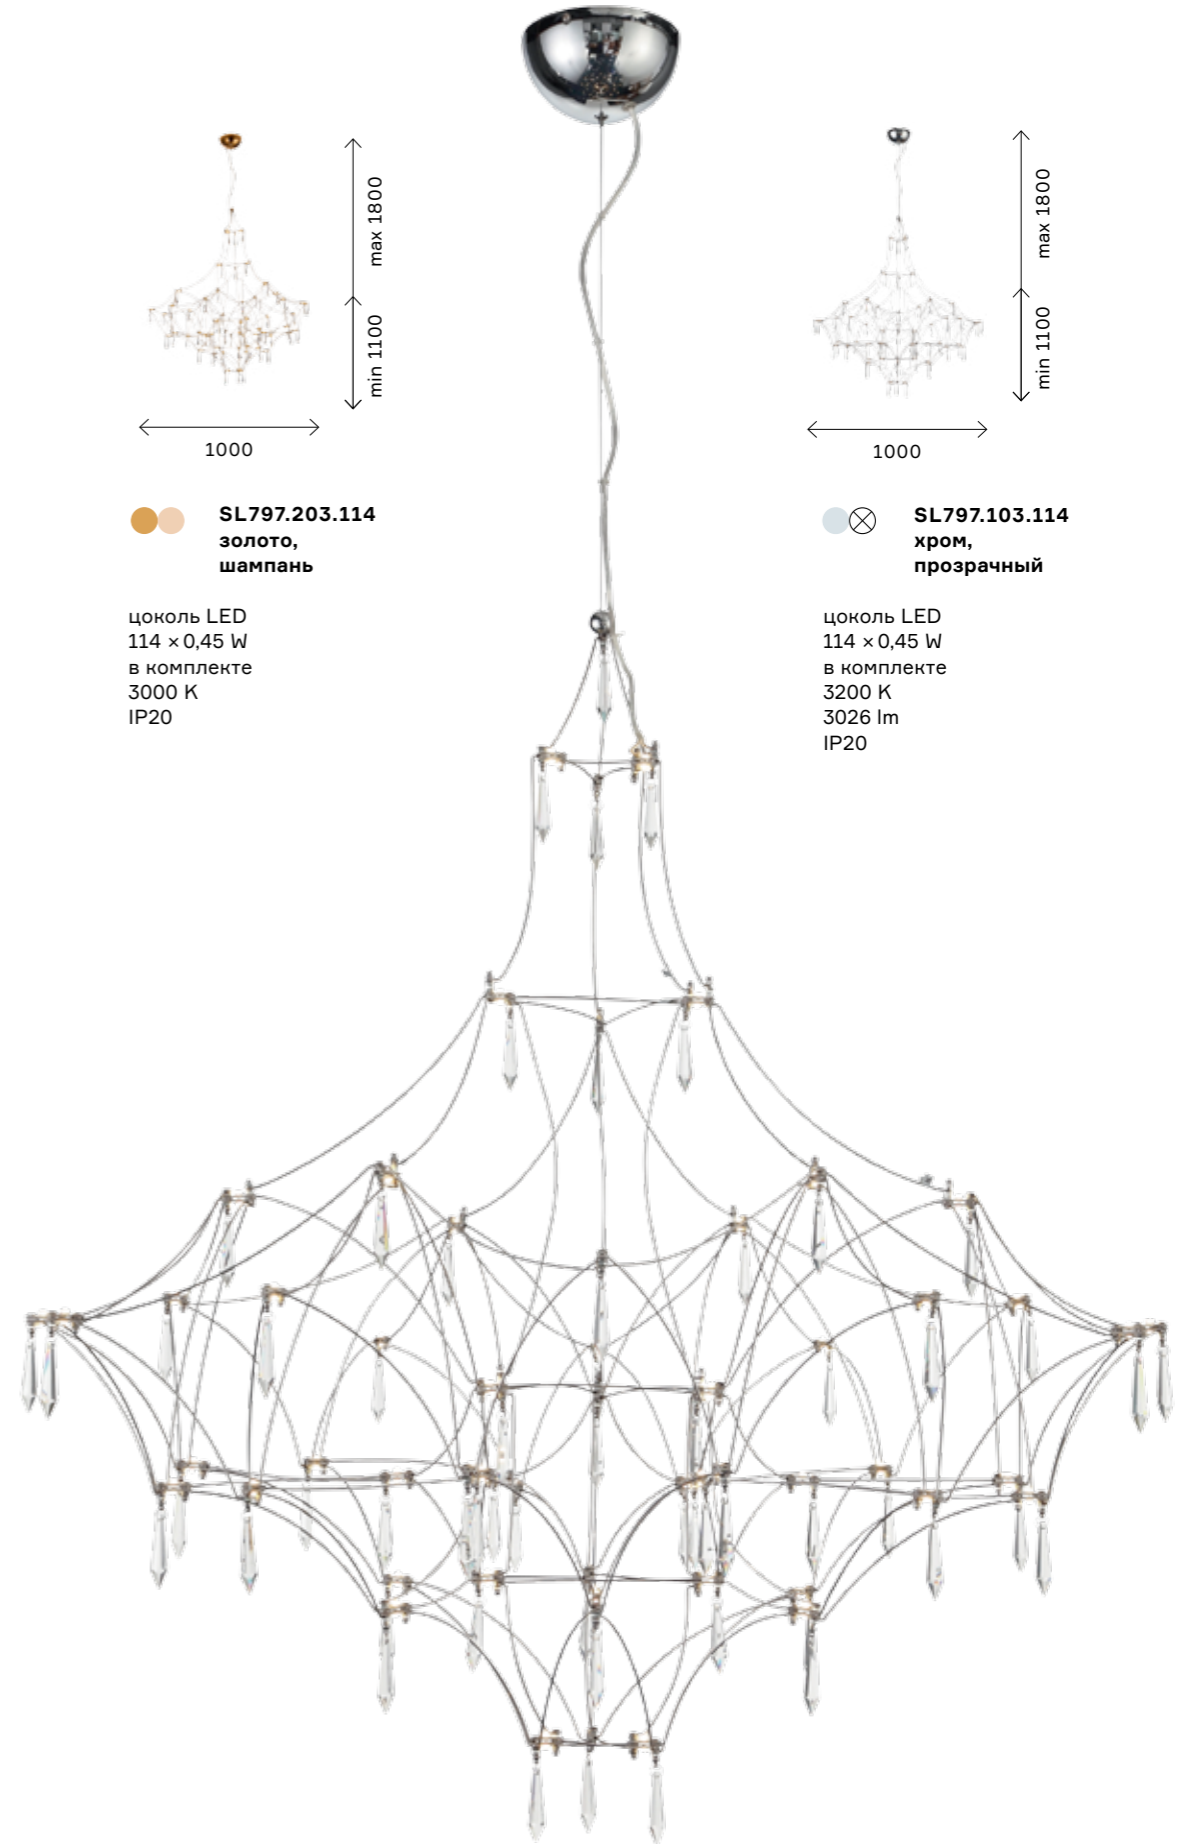 max 1800
min 1100
1000
SL797.203.114
золото,
шампань
цоколь LED
114 × 0,45 W
в комплекте
3000 K
IP20
max 1800
min 1100
1000
SL797.103.114
хром,
прозрачный
цоколь LED
114 × 0,45 W
в комплекте
3200 K
3026 lm
IP20